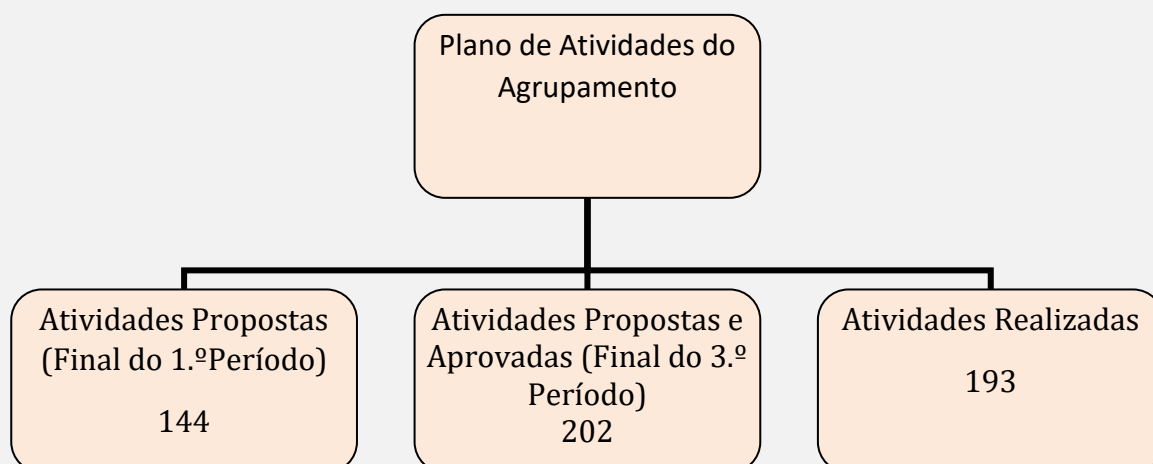 Plano de Atividades do
Agrupamento
Atividades Propostas
(Final do 1.ºPeríodo)
144
Atividades Propostas e
Aprovadas (Final do 3.º
Período)
202
Atividades Realizadas
193